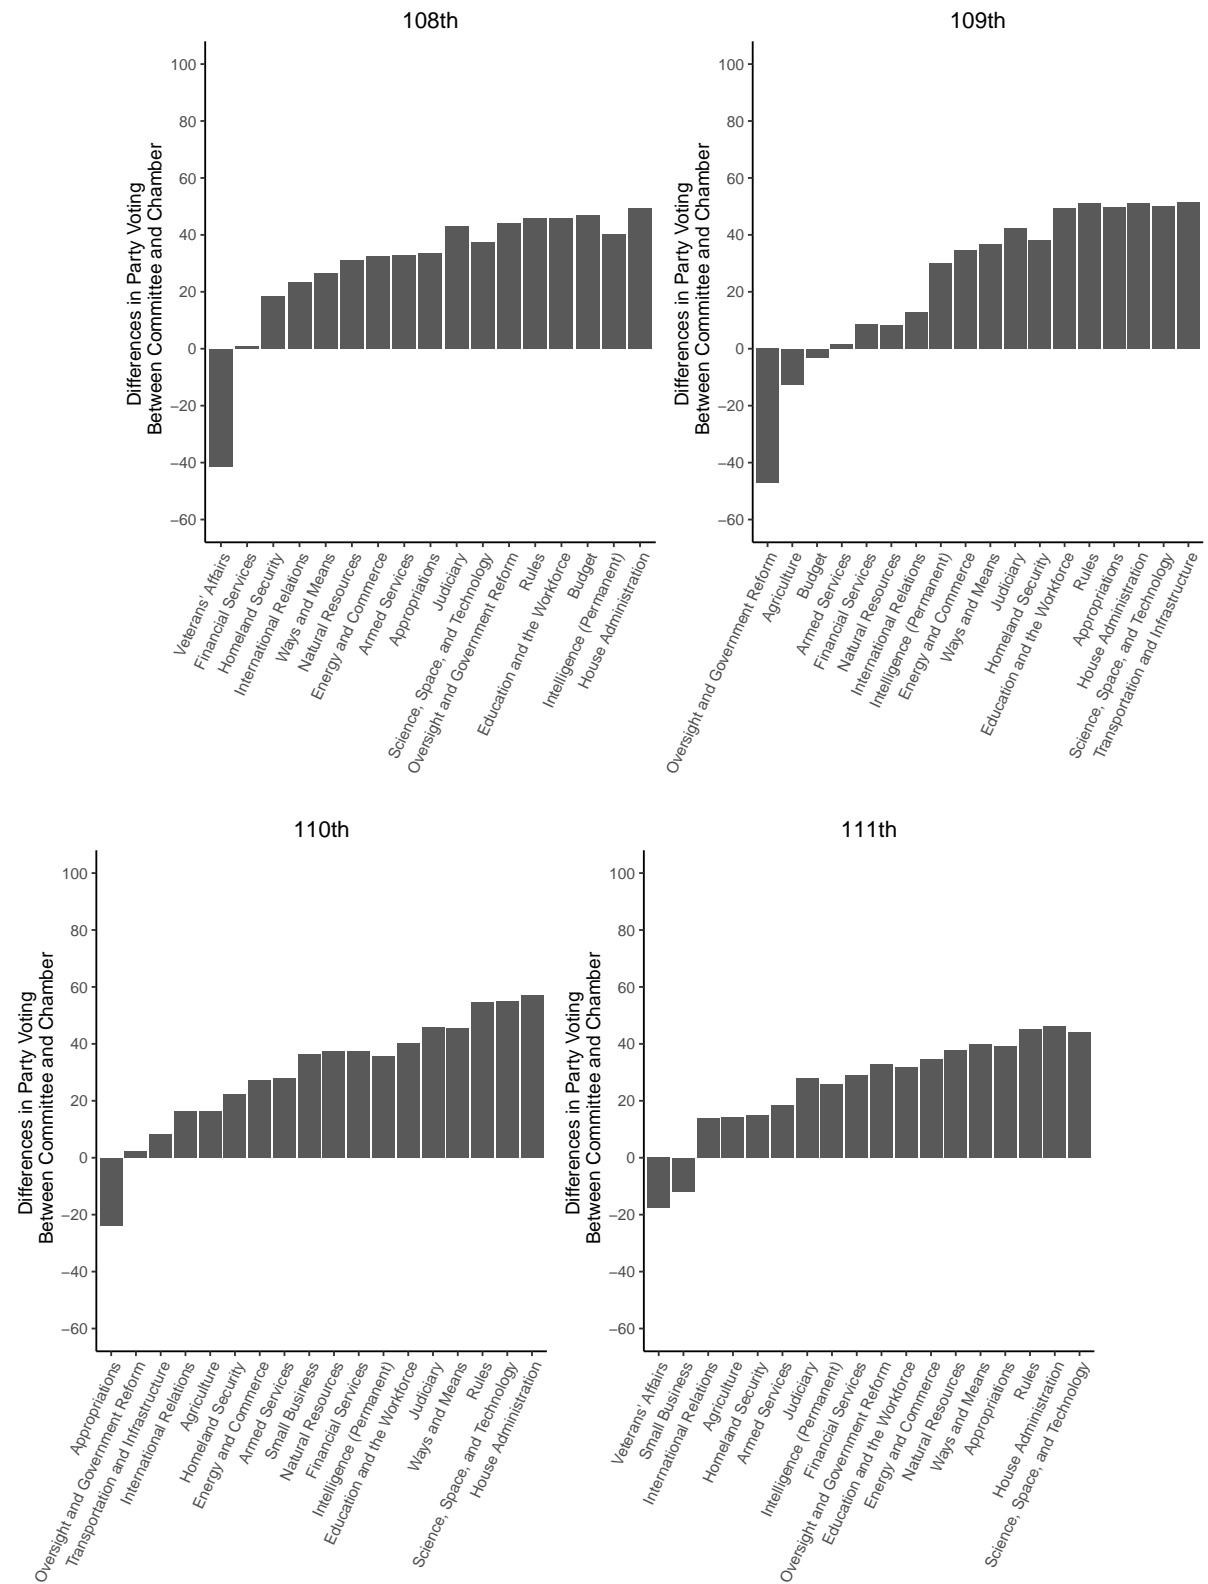 108th
100
80
60
40
20
0
−20
−40
−60
Differences in Party Voting
Between Committee and Chamber
Veterans' Affairs
Financial Services
Homeland Security
International Relations
Ways and Means
Natural Resources
Energy and Commerce
Armed Services
Appropriations
Judiciary
Science, Space, and Technology
Oversight and Government Reform
Rules
Education and the Workforce
Budget
Intelligence (Permanent)
House Administration
109th
100
80
60
40
20
0
−20
−40
−60
Differences in Party Voting
Between Committee and Chamber
Oversight and Government Reform
Agriculture
Budget
Armed Services
Financial Services
Natural Resources
International Relations
Intelligence (Permanent)
Energy and Commerce
Ways and Means
Judiciary
Homeland Security
Education and the Workforce
Rules
Appropriations
House Administration
Science, Space, and Technology
Transportation and Infrastructure
110th
100
80
60
40
20
0
−20
−40
−60
Differences in Party Voting
Between Committee and Chamber
Appropriations
Oversight and Government Reform
Transportation and Infrastructure
International Relations
Agriculture
Homeland Security
Energy and Commerce
Armed Services
Small Business
Natural Resources
Financial Services
Intelligence (Permanent)
Education and the Workforce
Judiciary
Ways and Means
Rules
Science, Space, and Technology
House Administration
111th
100
80
60
40
20
0
−20
−40
−60
Differences in Party Voting
Between Committee and Chamber
Veterans' Affairs
Small Business
International Relations
Agriculture
Homeland Security
Armed Services
Judiciary
Intelligence (Permanent)
Financial Services
Oversight and Government Reform
Education and the Workforce
Energy and Commerce
Natural Resources
Ways and Means
Appropriations
Rules
House Administration
Science, Space, and Technology